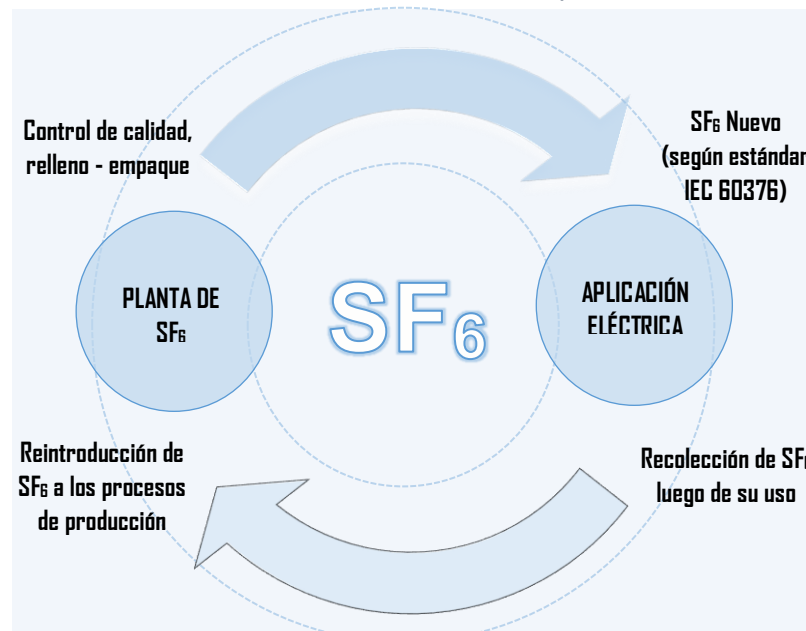 Control de calidad,
relleno - empaque
SF₆ Nuevo
(según estándar
IEC 60376)
PLANTA DE
SF₆
SF₆
APLICACIÓN
ELÉCTRICA
Reintroducción de
SF₆ a los procesos
de producción
Recolección de SF₆
luego de su uso